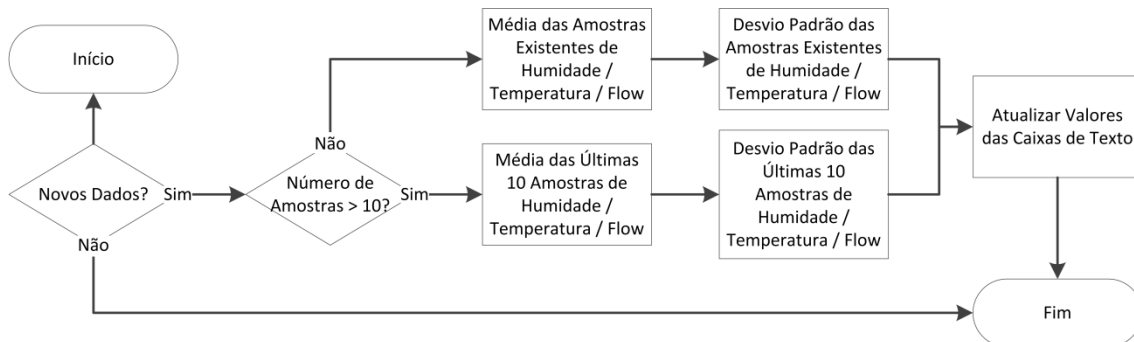 Início
Novos Dados?
Sim
Não
Número de
Amostras > 10?
Não
Sim
Média das Amostras
Existentes de
Humidade /
Temperatura / Flow
Desvio Padrão das
Amostras Existentes
de Humidade /
Temperatura / Flow
Média das Últimas
10 Amostras de
Humidade /
Temperatura / Flow
Desvio Padrão das
Últimas 10
Amostras de
Humidade /
Temperatura / Flow
Atualizar Valores
das Caixas de Texto
Fim